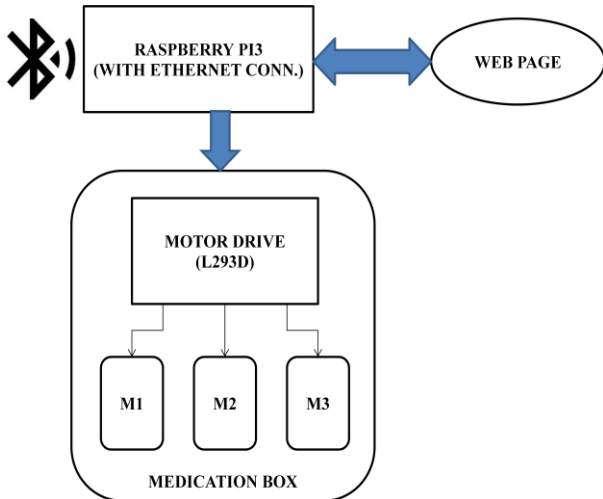 RASPBERRY PI3
(WITH ETHERNET CONN.)
WEB PAGE
MOTOR DRIVE
(L293D)
M1
M2
M3
MEDICATION BOX